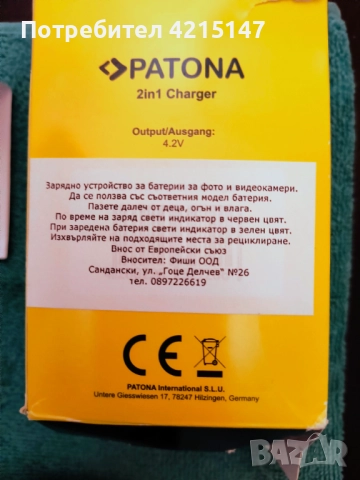 Потребител 4215147
PATONA
2in1 Charger
Output/Ausgang:
4.2V
Зарядно устройство за батерии за фото и видеокамери.
Да се ползва със съответния модел батерия.
Пазете далеч от деца, огън и влага.
По време на заряд свети индикатор в червен цвят.
При заредена батерия свети индикатор в зелен цвят.
Изхвърляйте на подходящите места за рециклиране.
Внос от Европейски съюз
Вносител: Фиши ООД
Сандански, ул. „Гоце Делчев" №26
тел. 0897226619
CE
PATONA International S.L.U.
Untere Giesswiesen 17, 78247 Hilzingen, Germany
BAZAR